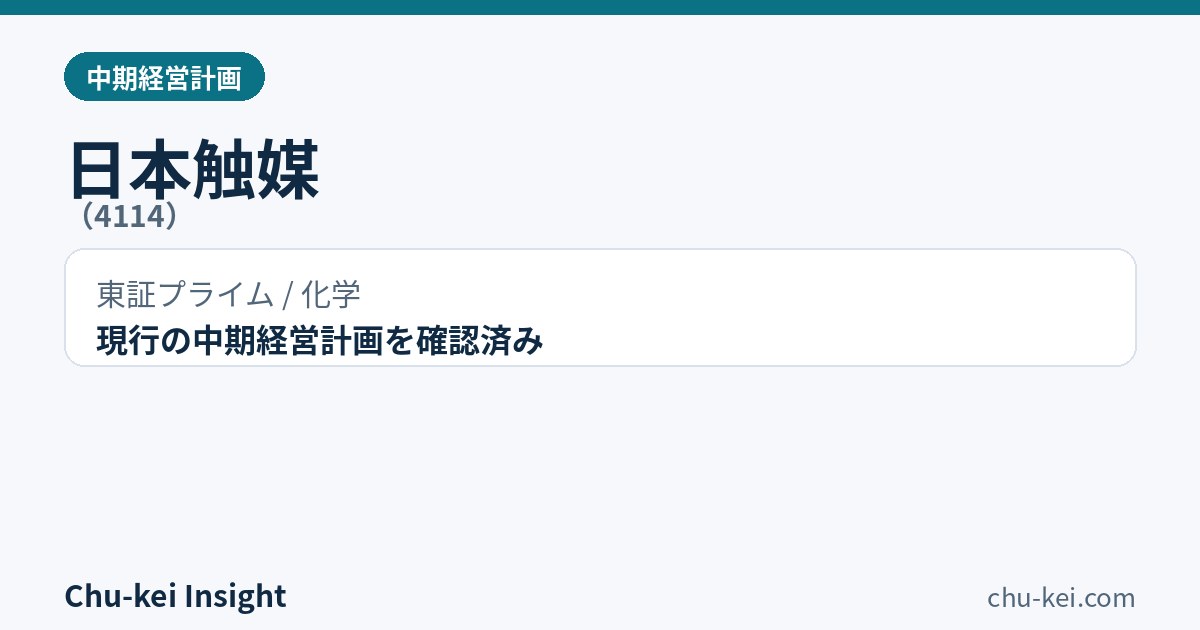 中期経営計画
日本触媒
（4114）
東証プライム / 化学
現行の中期経営計画を確認済み
Chu-kei Insight
chu-kei.com